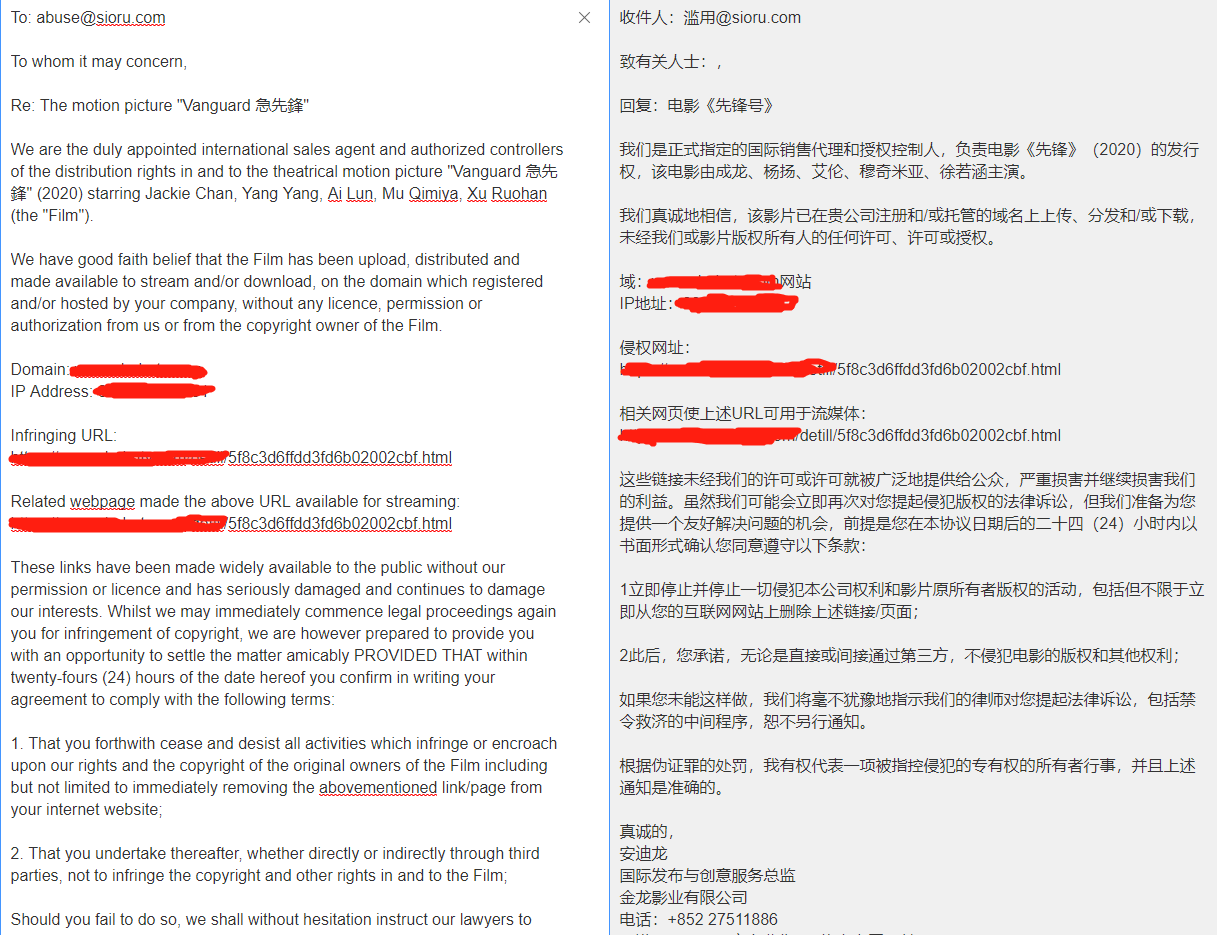 To: abuse@sioru.com
To whom it may concern,
Re: The motion picture "Vanguard 急先鋒"
We are the duly appointed international sales agent and authorized controllers
of the distribution rights in and to the theatrical motion picture "Vanguard 急先
鋒" (2020) starring Jackie Chan, Yang Yang, Ai Lun, Mu Qimiya, Xu Ruohan
(the "Film").
We have good faith belief that the Film has been upload, distributed and
made available to stream and/or download, on the domain which registered
and/or hosted by your company, without any licence, permission or
authorization from us or from the copyright owner of the Film.
Domain:
IP Address:
Infringing URL:
/5f8c3d6ffdd3fd6b02002cbf.html
Related webpage made the above URL available for streaming:
/5f8c3d6ffdd3fd6b02002cbf.html
These links have been made widely available to the public without our
permission or licence and has seriously damaged and continues to damage
our interests. Whilst we may immediately commence legal proceedings again
you for infringement of copyright, we are however prepared to provide you
with an opportunity to settle the matter amicably PROVIDED THAT within
twenty-fours (24) hours of the date hereof you confirm in writing your
agreement to comply with the following terms:
1. That you forthwith cease and desist all activities which infringe or encroach
upon our rights and the copyright of the original owners of the Film including
but not limited to immediately removing the abovementioned link/page from
your internet website;
2. That you undertake thereafter, whether directly or indirectly through third
parties, not to infringe the copyright and other rights in and to the Film;
Should you fail to do so, we shall without hesitation instruct our lawyers to
收件人：滥用@sioru.com
致有关人士：，
回复：电影《先锋号》
我们是正式指定的国际销售代理和授权控制人，负责电影《先锋》（2020）的发行
权，该电影由成龙、杨扬、艾伦、穆奇米亚、徐若涵主演。
我们真诚地相信，该影片已在贵公司注册和/或托管的域名上上传、分发和/或下载，
未经我们或影片版权所有人的任何许可、许可或授权。
域：网站
IP地址：
侵权网址：
/5f8c3d6ffdd3fd6b02002cbf.html
相关网页使上述URL可用于流媒体：
/detill/5f8c3d6ffdd3fd6b02002cbf.html
这些链接未经我们的许可或许可就被广泛地提供给公众，严重损害并继续损害我们
的利益。虽然我们可能会立即再次对您提起侵犯版权的法律诉讼，但我们准备为您
提供一个友好解决问题的机会，前提是您在本协议日期后的二十四（24）小时内以
书面形式确认您同意遵守以下条款：
1立即停止并停止一切侵犯本公司权利和影片原所有者版权的活动，包括但不限于立
即从您的互联网网站上删除上述链接/页面；
2此后，您承诺，无论是直接或间接通过第三方，不侵犯电影的版权和其他权利；
如果您未能这样做，我们将毫不犹豫地指示我们的律师对您提起法律诉讼，包括禁
令救济的中间程序，恕不另行通知。
根据伪证罪的处罚，我有权代表一项被指控侵犯的专有权的所有者行事，并且上述
通知是准确的。
真诚的，
安迪龙
国际发布与创意服务总监
金龙影业有限公司
电话：+852 27511886